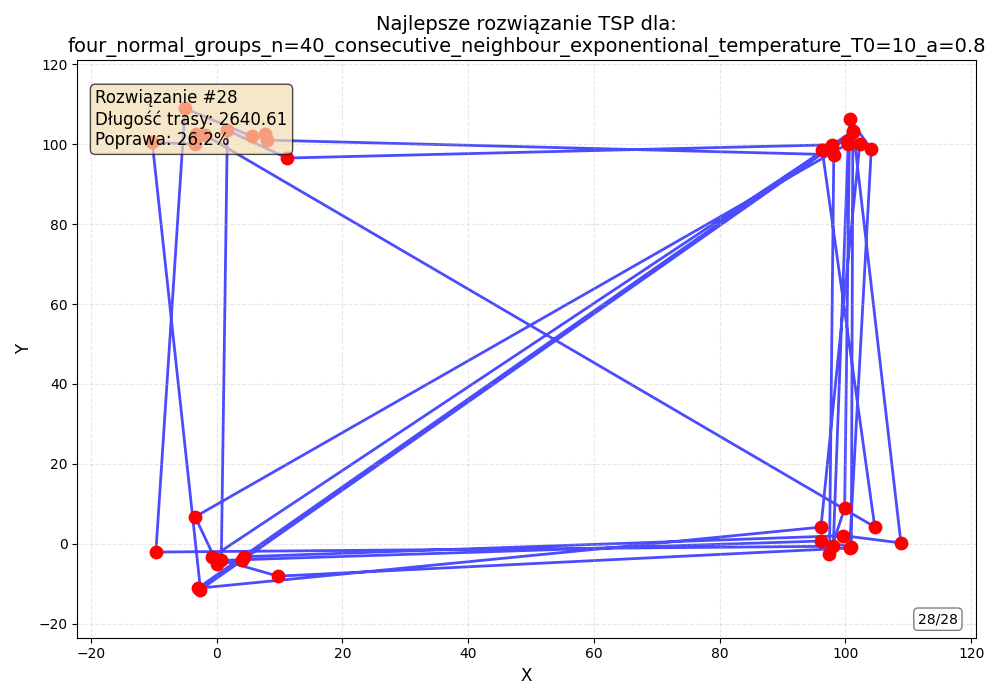 Najlepsze rozwiązanie TSP dla:
four_normal_groups_n=40_consecutive_neighbour_exponential_temperature_T0=10_a=0.8
Rozwiązanie #28
Długość trasy: 2640.61
Poprawa: 26.2%
120
100
80
60
40
20
0
−20
Y
−20
0
20
40
60
80
100
120
X
28/28